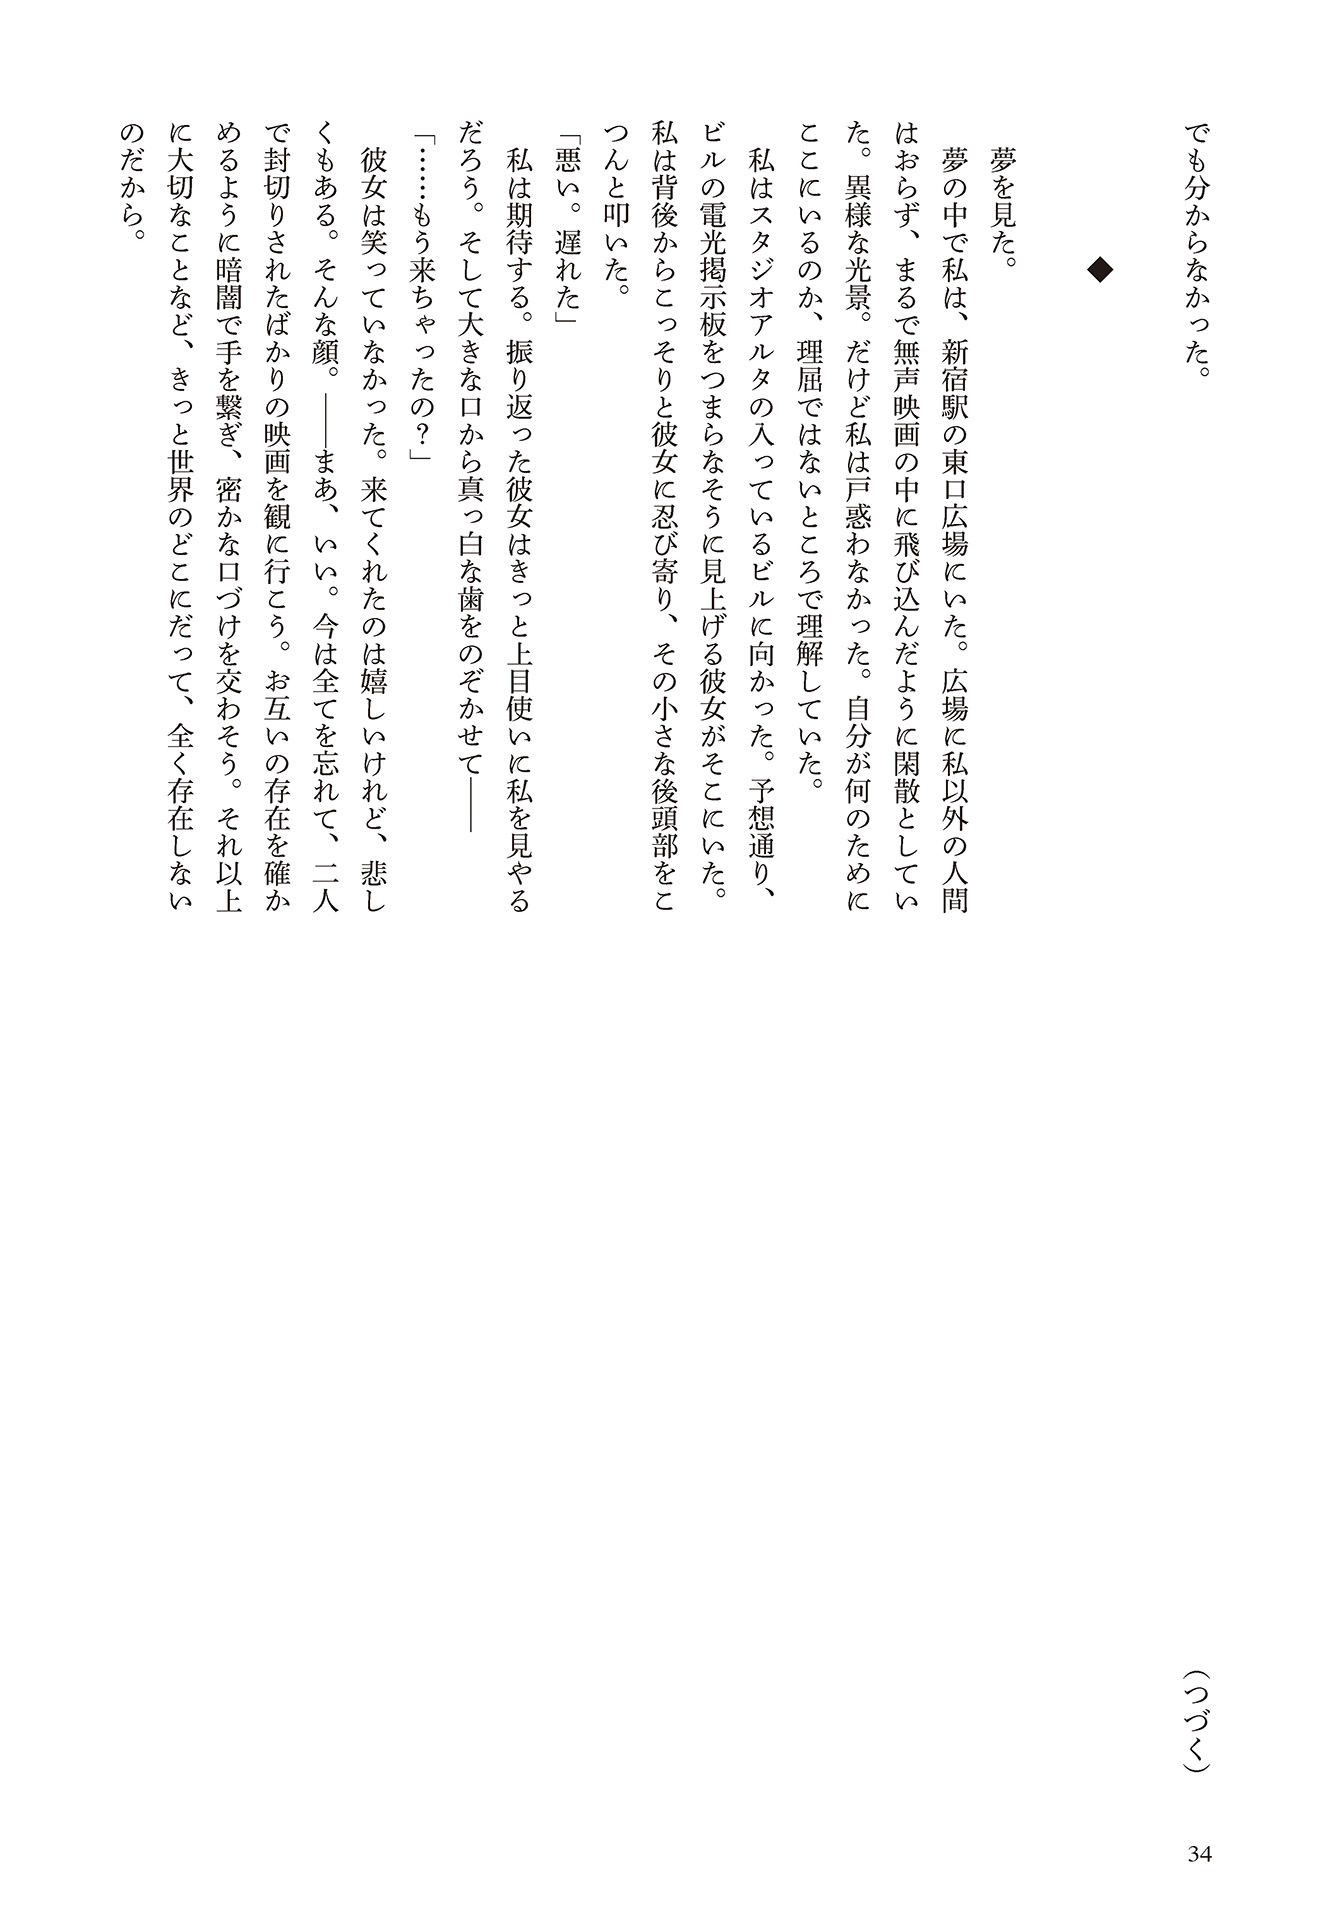 でも分からなかった。
◆
夢を見た。
夢の中で私は、新宿駅の東口広場にいた。広場に私以外の人間
はおらず、まるで無声映画の中に飛び込んだように閑散としてい
た。異様な光景。だけど私は戸惑わなかった。自分が何のために
ここにいるのか、理屈ではないところで理解していた。
私はスタジオアルタの入っているビルに向かった。予想通り、
ビルの電光掲示板をつまらなそうに見上げる彼女がそこにいた。
私は背後からこっそりと彼女に忍び寄り、その小さな後頭部をこ
つんと叩いた。
「悪い。遅れた」
私は期待する。振り返った彼女はきっと上目使いに私を見やる
だろう。そして大きな口から真っ白な歯をのぞかせて――
「……もう来ちゃったの？」
彼女は笑っていなかった。来てくれたのは嬉しいけれど、悲し
くもある。そんな顔。――まあ、いい。今は全てを忘れて、二人
で封切りされたばかりの映画を観に行こう。お互いの存在を確か
めるように暗闇で手を繋ぎ、密かな口づけを交わそう。それ以上
に大切なことなど、きっと世界のどこにだって、全く存在しない
のだから。
（つづく）
34